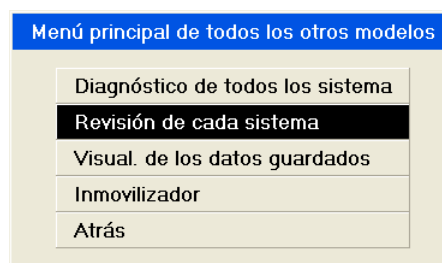 Menú principal de todos los otros modelos
Diagnóstico de todos los sistema
Revisión de cada sistema
Visual. de los datos guardados
Inmovilizador
Atrás